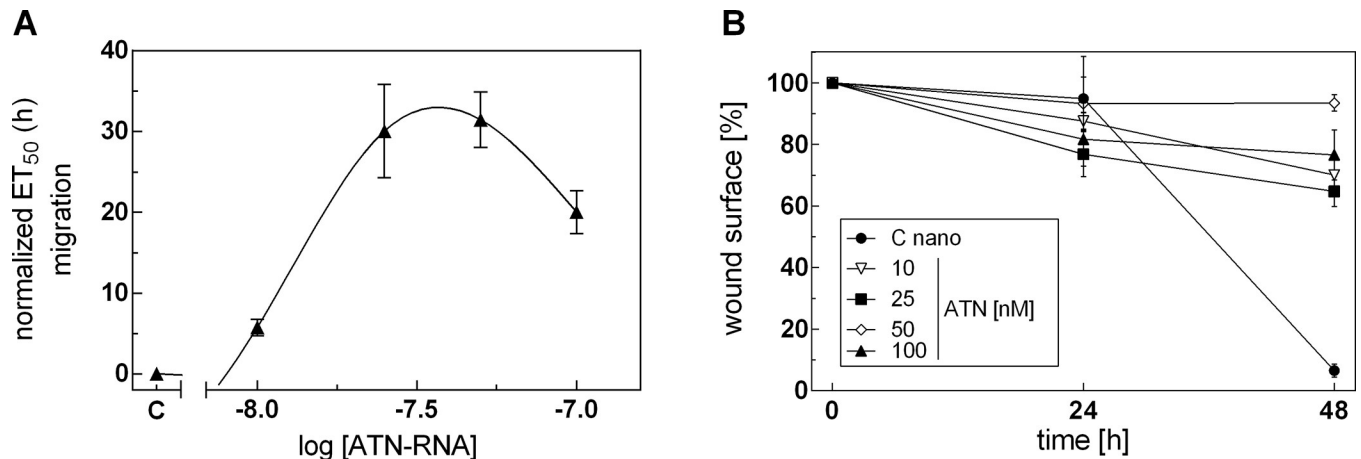 A
normalized ET50 (h)
migration
40
30
20
10
0
C
-8.0
-7.5
-7.0
log [ATN-RNA]
B
wound surface [%]
100
80
60
40
20
0
C nano
10
25
50
100
ATN [nM]
0
24
48
time [h]